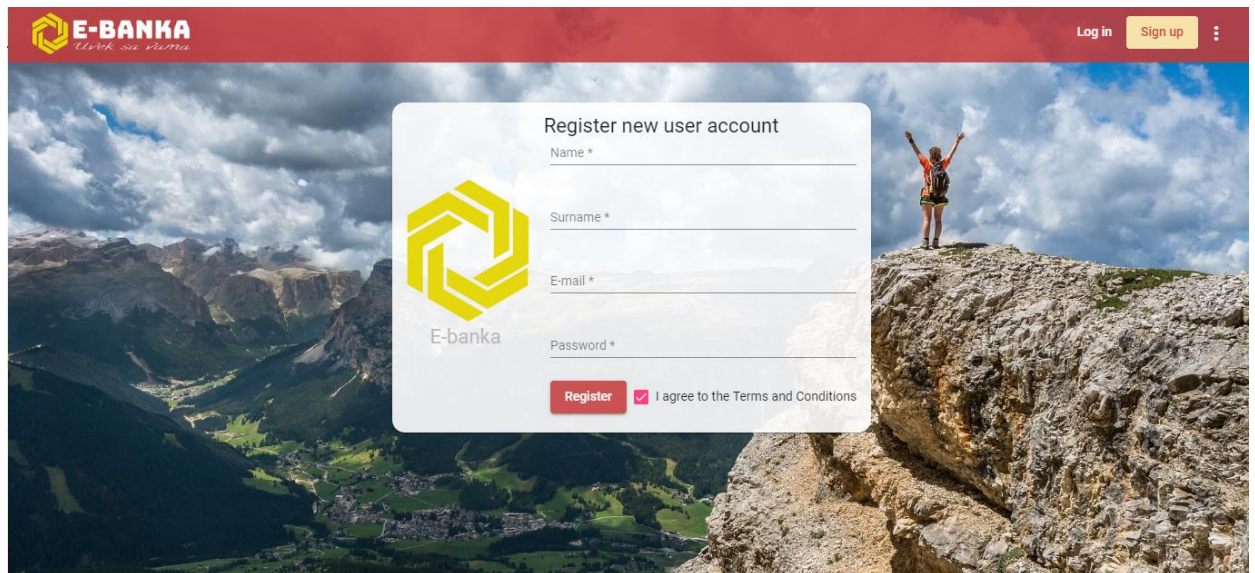 E-BANKA
Uvek sa vama
Log in
Sign up
Register new user account
Name *
Surname *
E-mail *
Password *
E-banka
Register
I agree to the Terms and Conditions